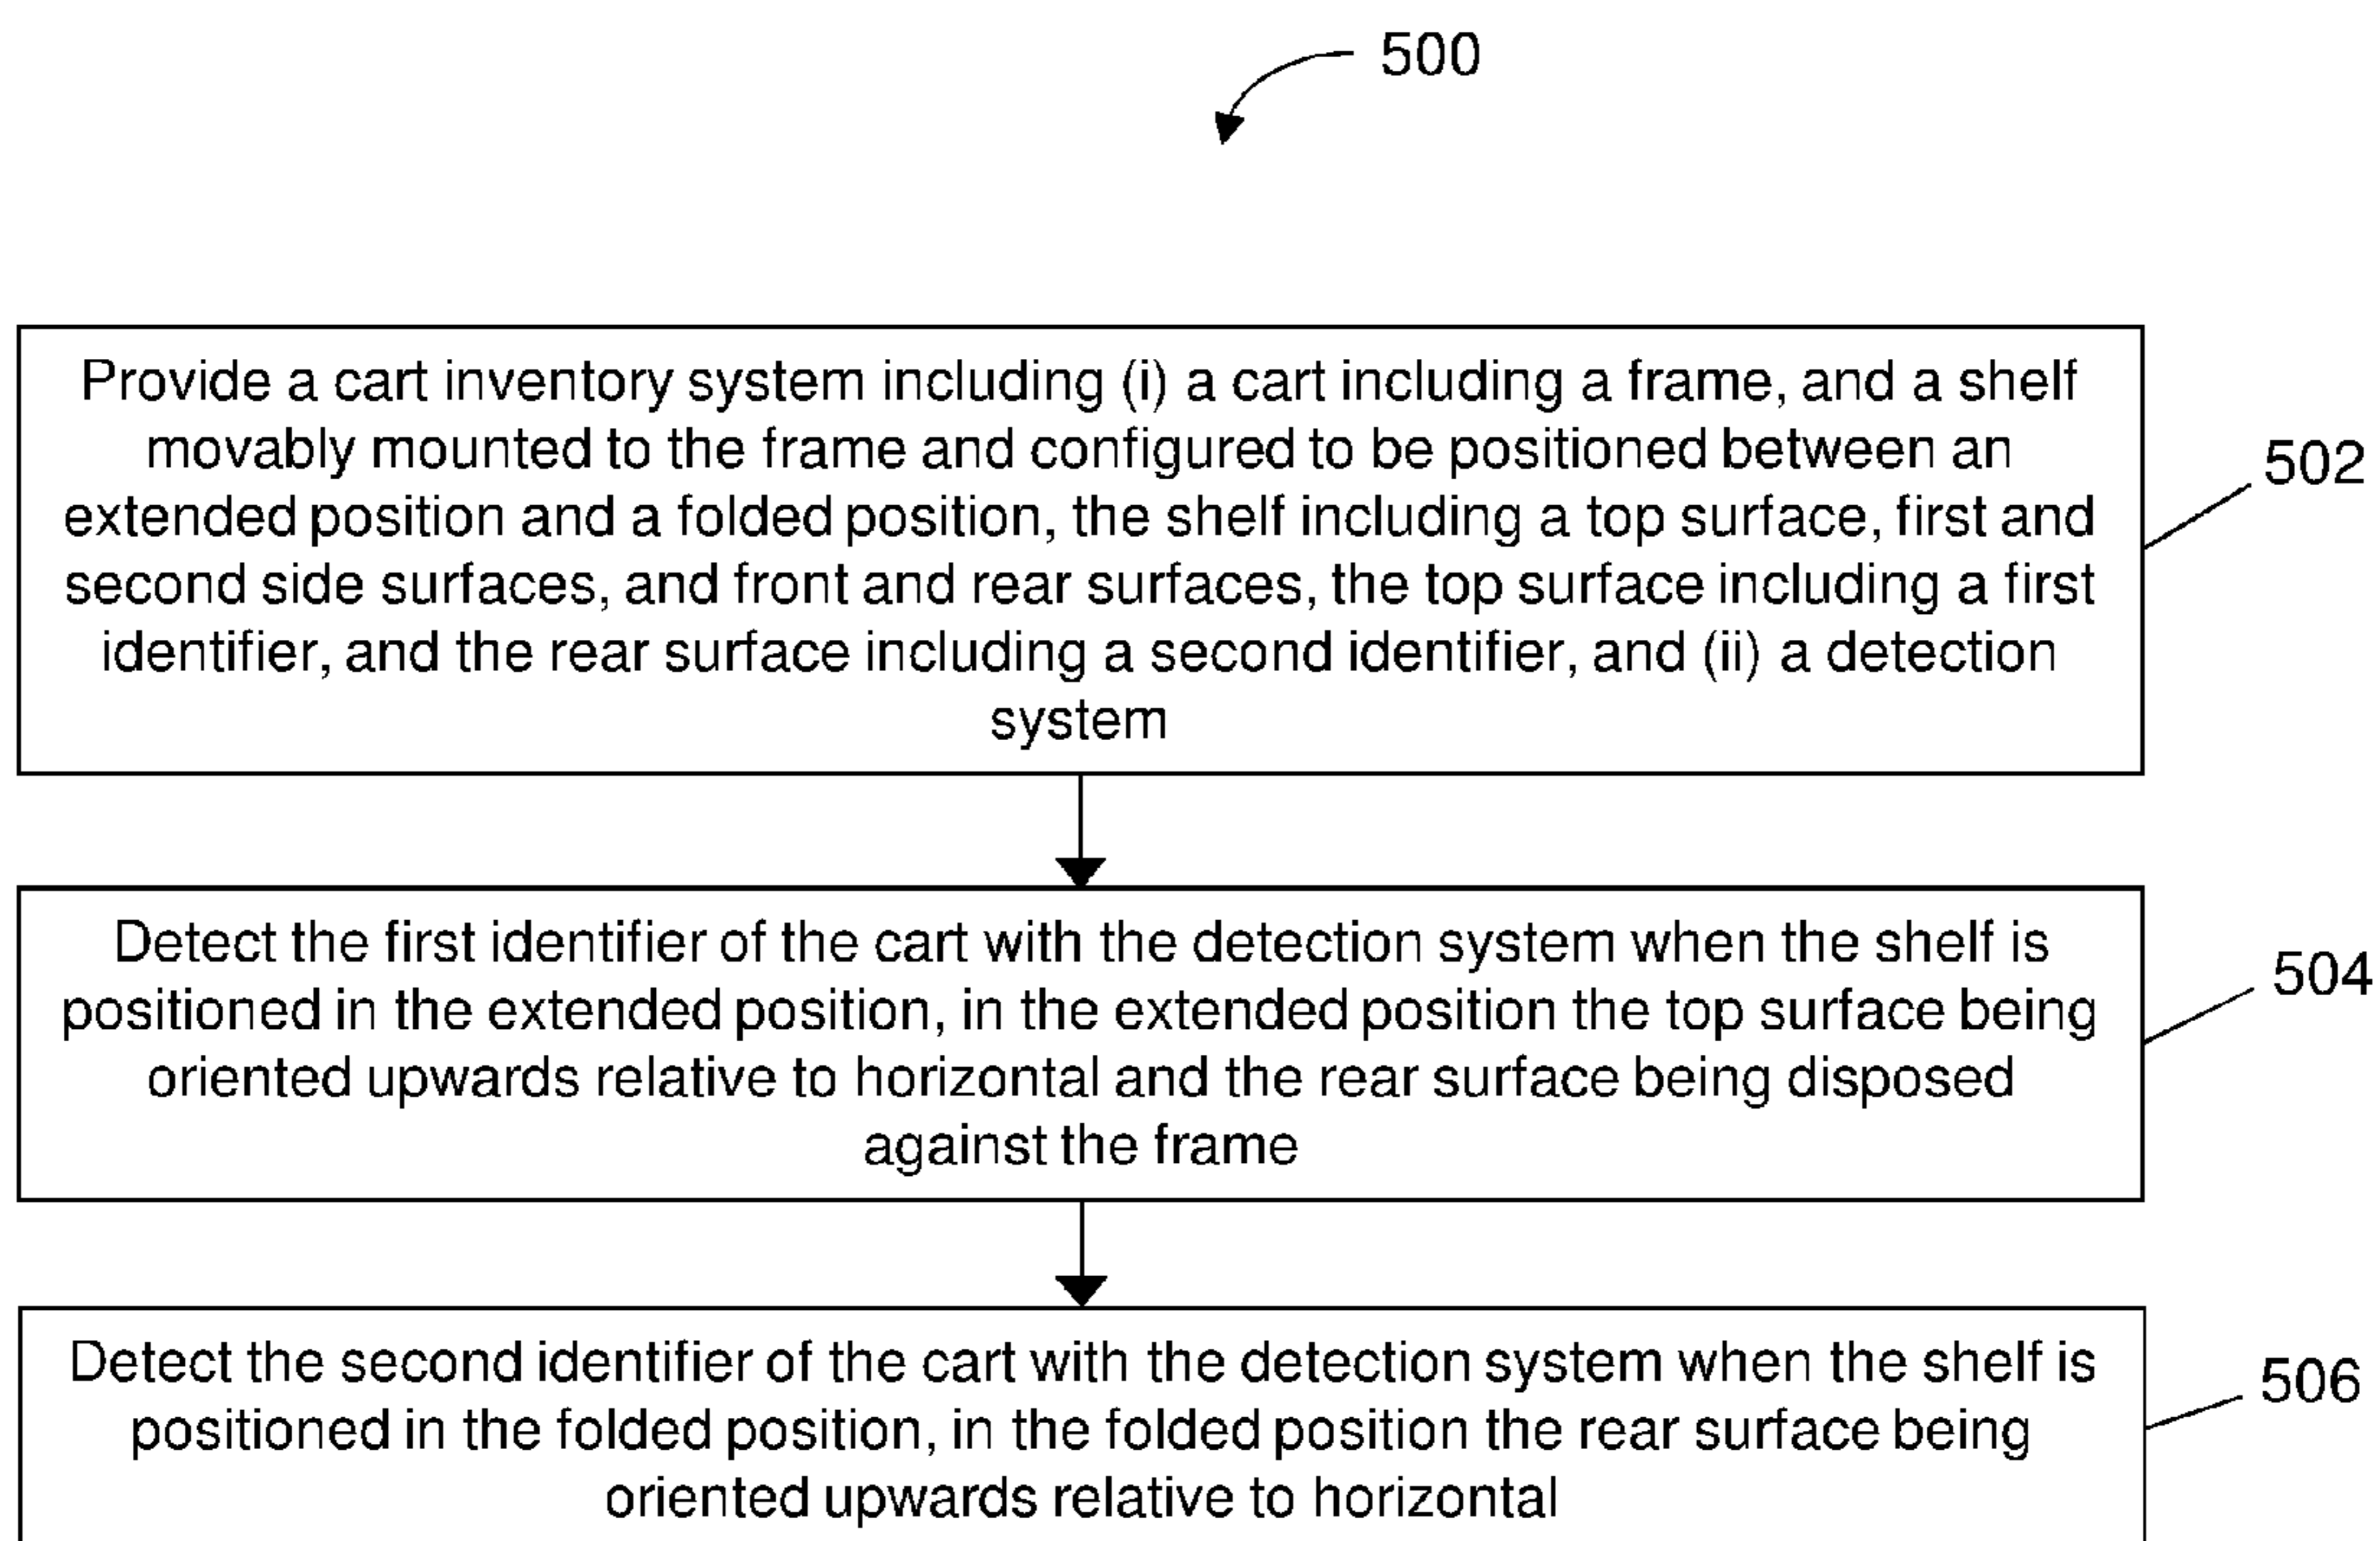 500
Provide a cart inventory system including (i) a cart including a frame, and a shelf
movably mounted to the frame and configured to be positioned between an
extended position and a folded position, the shelf including a top surface, first and
second side surfaces, and front and rear surfaces, the top surface including a first
identifier, and the rear surface including a second identifier, and (ii) a detection
system
502
Detect the first identifier of the cart with the detection system when the shelf is
positioned in the extended position, in the extended position the top surface being
oriented upwards relative to horizontal and the rear surface being disposed
against the frame
504
Detect the second identifier of the cart with the detection system when the shelf is
positioned in the folded position, in the folded position the rear surface being
oriented upwards relative to horizontal
506